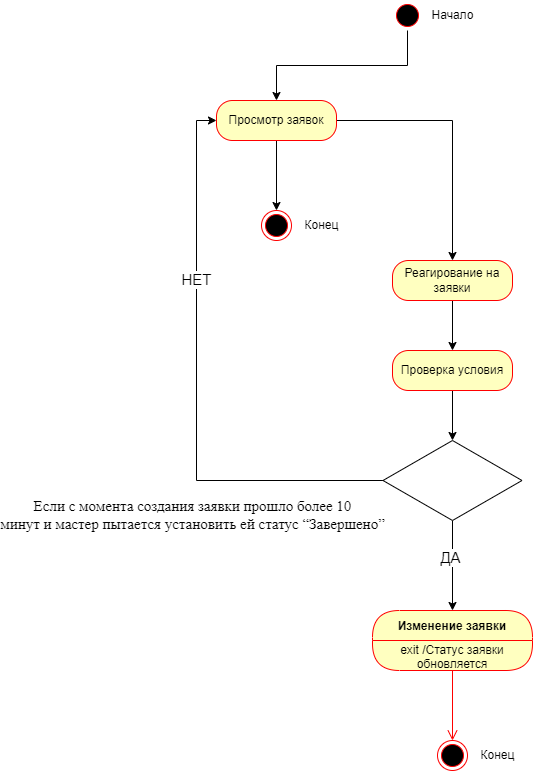 Начало
Просмотр заявок
Конец
Реагирование на
заявки
НЕТ
Проверка условия
Если с момента создания заявки прошло более 10
минут и мастер пытается установить ей статус “Завершено”
ДА
Изменение заявки
exit /Статус заявки
обновляется
Конец